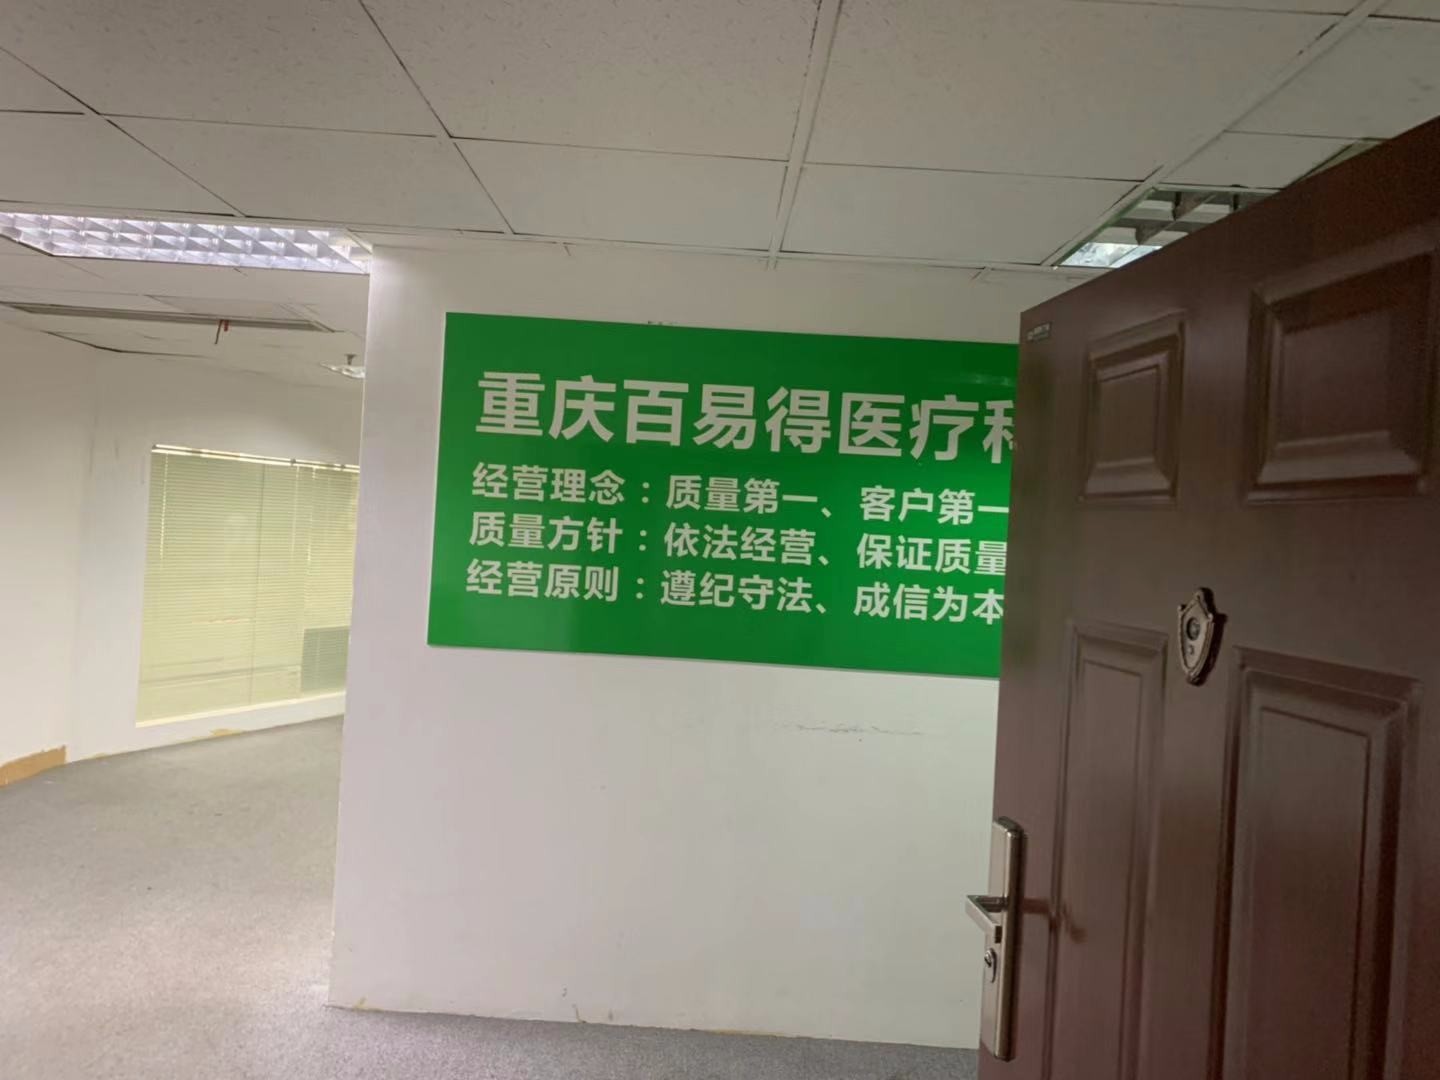 重庆百易得医疗科
经营理念：质量第一、客户第一
质量方针：依法经营、保证质量
经营原则：遵纪守法、成信为本